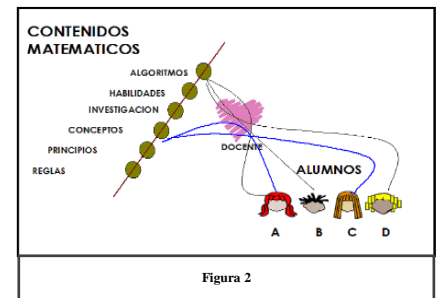 CONTENIDOS
MATEMATICOS
ALGORITMOS
HABILIDADES
INVESTIGACION
CONCEPTOS
PRINCIPIOS
REGLAS
DOCENTE
ALUMNOS
A B C D
Figura 2